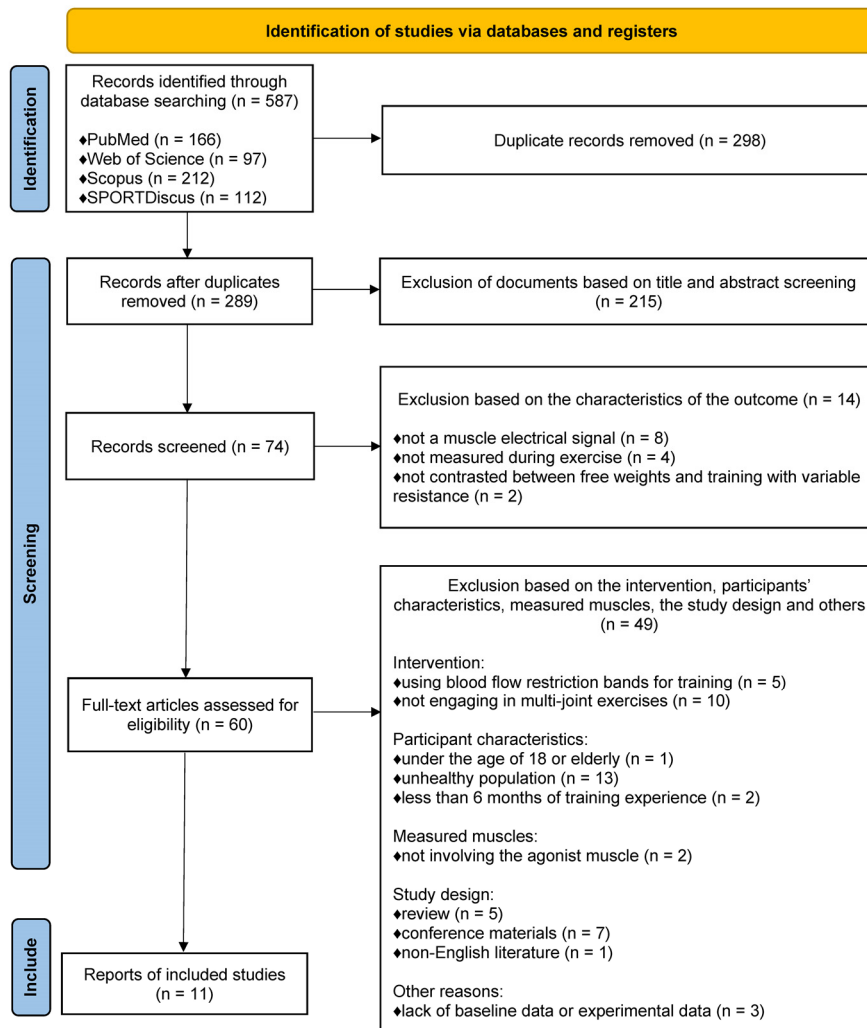 Identification of studies via databases and registers
Identification
Records identified through
database searching (n = 587)
♦PubMed (n = 166)
♦Web of Science (n = 97)
♦Scopus (n = 212)
♦SPORTDiscus (n = 112)
Duplicate records removed (n = 298)
Screening
Records after duplicates
removed (n = 289)
Exclusion of documents based on title and abstract screening
(n = 215)
Records screened (n = 74)
Exclusion based on the characteristics of the outcome (n = 14)
♦not a muscle electrical signal (n = 8)
♦not measured during exercise (n = 4)
♦not contrasted between free weights and training with variable
resistance (n = 2)
Full-text articles assessed for
eligibility (n = 60)
Exclusion based on the intervention, participants'
characteristics, measured muscles, the study design and others
(n = 49)
Intervention:
♦using blood flow restriction bands for training (n = 5)
♦not engaging in multi-joint exercises (n = 10)
Participant characteristics:
♦under the age of 18 or elderly (n = 1)
♦unhealthy population (n = 13)
♦less than 6 months of training experience (n = 2)
Measured muscles:
♦not involving the agonist muscle (n = 2)
Study design:
♦review (n = 5)
♦conference materials (n = 7)
♦non-English literature (n = 1)
Other reasons:
♦lack of baseline data or experimental data (n = 3)
Include
Reports of included studies
(n = 11)